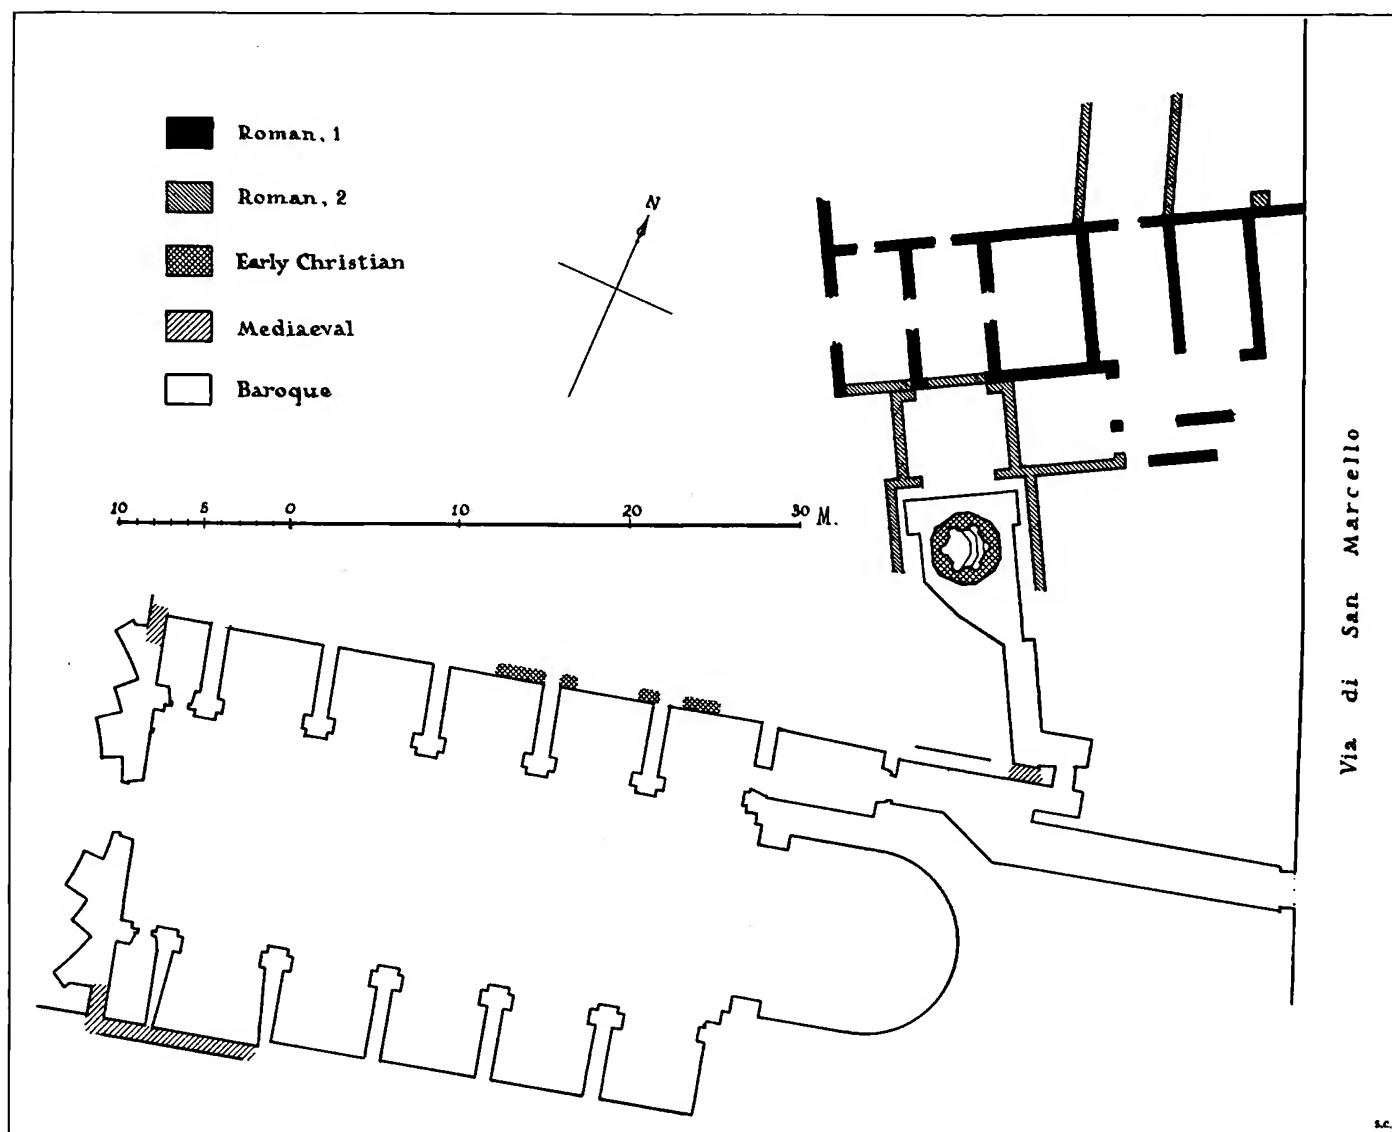 Roman, 1
Roman, 2
Early Christian
Mediaeval
Baroque
N
10 5 0 10 20 30 M.
Via di San Marcello
S.C.